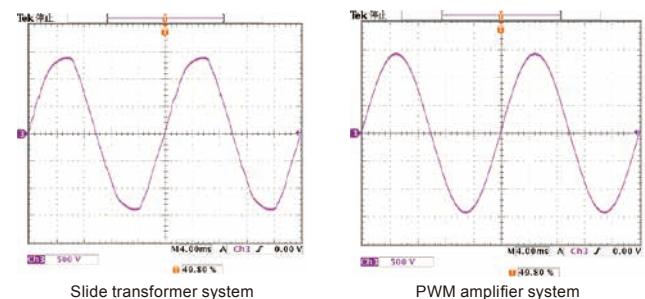 Tek 停止
M4.00ms A Ch3 ∫ 0.00 V
Ch3 500 V
49.80 %
Slide transformer system
Tek 停止
M4.00ms A Ch3 ∫ 0.00 V
Ch3 500 V
49.80 %
PWM amplifier system